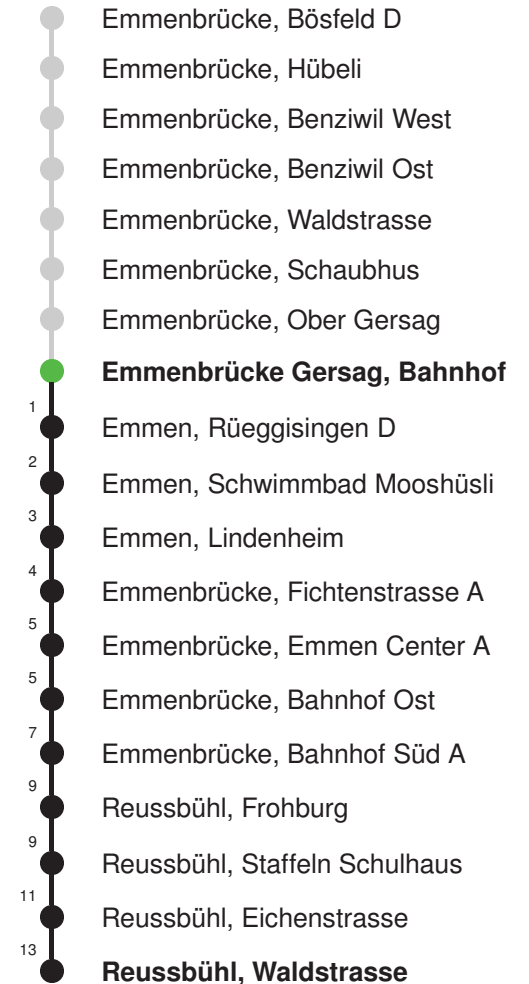 Emmenbrücke, Bösfeld D
Emmenbrücke, Hübeli
Emmenbrücke, Benziwil West
Emmenbrücke, Benziwil Ost
Emmenbrücke, Waldstrasse
Emmenbrücke, Schaubhus
Emmenbrücke, Ober Gersag
Emmenbrücke Gersag, Bahnhof
1 Emmen, Rüeggisingen D
2 Emmen, Schwimmbad Mooshüsli
3 Emmen, Lindenheim
4 Emmenbrücke, Fichtenstrasse A
5 Emmenbrücke, Emmen Center A
5 Emmenbrücke, Bahnhof Ost
7 Emmenbrücke, Bahnhof Süd A
9 Reussbühl, Frohburg
9 Reussbühl, Staffeln Schulhaus
11 Reussbühl, Eichenstrasse
13 Reussbühl, Waldstrasse